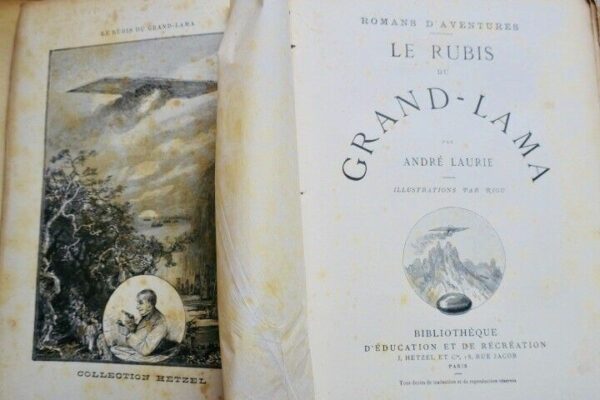 LE RUBIS DU GRAND-LAMA
COLLECTION HETZEL
ROMANS D'AVENTURES
LE RUBIS
DU
GRAND-LAMA
PAR
ANDRÉ LAURIE
ILLUSTRATIONS PAR RIOU
BIBLIOTHÈQUE
D'ÉDUCATION ET DE RÉCRÉATION
J. HETZEL ET Cie, 18, RUE JACOB
PARIS
Tous droits de traduction et de reproduction réservés